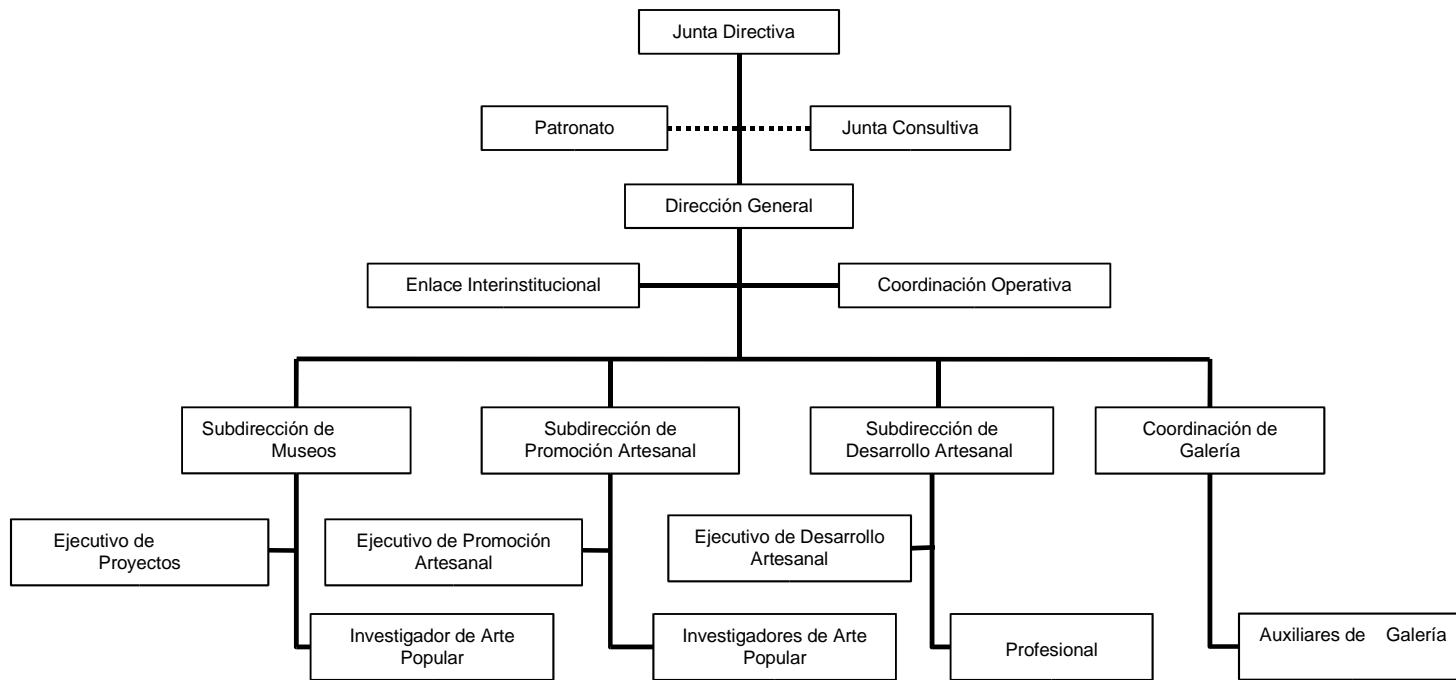 Junta Directiva
Patronato
Junta Consultiva
Dirección General
Enlace Interinstitucional
Coordinación Operativa
Subdirección de
Museos
Subdirección de
Promoción Artesanal
Subdirección de
Desarrollo Artesanal
Coordinación de
Galería
Ejecutivo de
Proyectos
Ejecutivo de Promoción
Artesanal
Ejecutivo de Desarrollo
Artesanal
Investigador de Arte
Popular
Investigadores de Arte
Popular
Profesional
Auxiliares de Galería